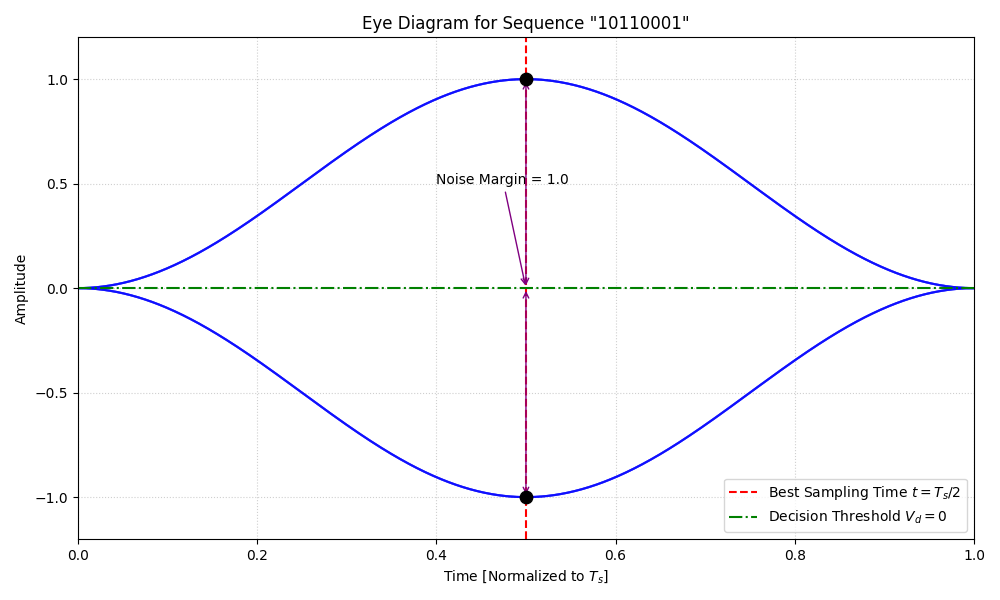 Eye Diagram for Sequence "10110001"
1.0
0.5
0.0
−0.5
−1.0
Amplitude
Noise Margin = 1.0
Best Sampling Time t = Tₛ/2
Decision Threshold V_d = 0
0.0 0.2 0.4 0.6 0.8 1.0
Time [Normalized to Tₛ]